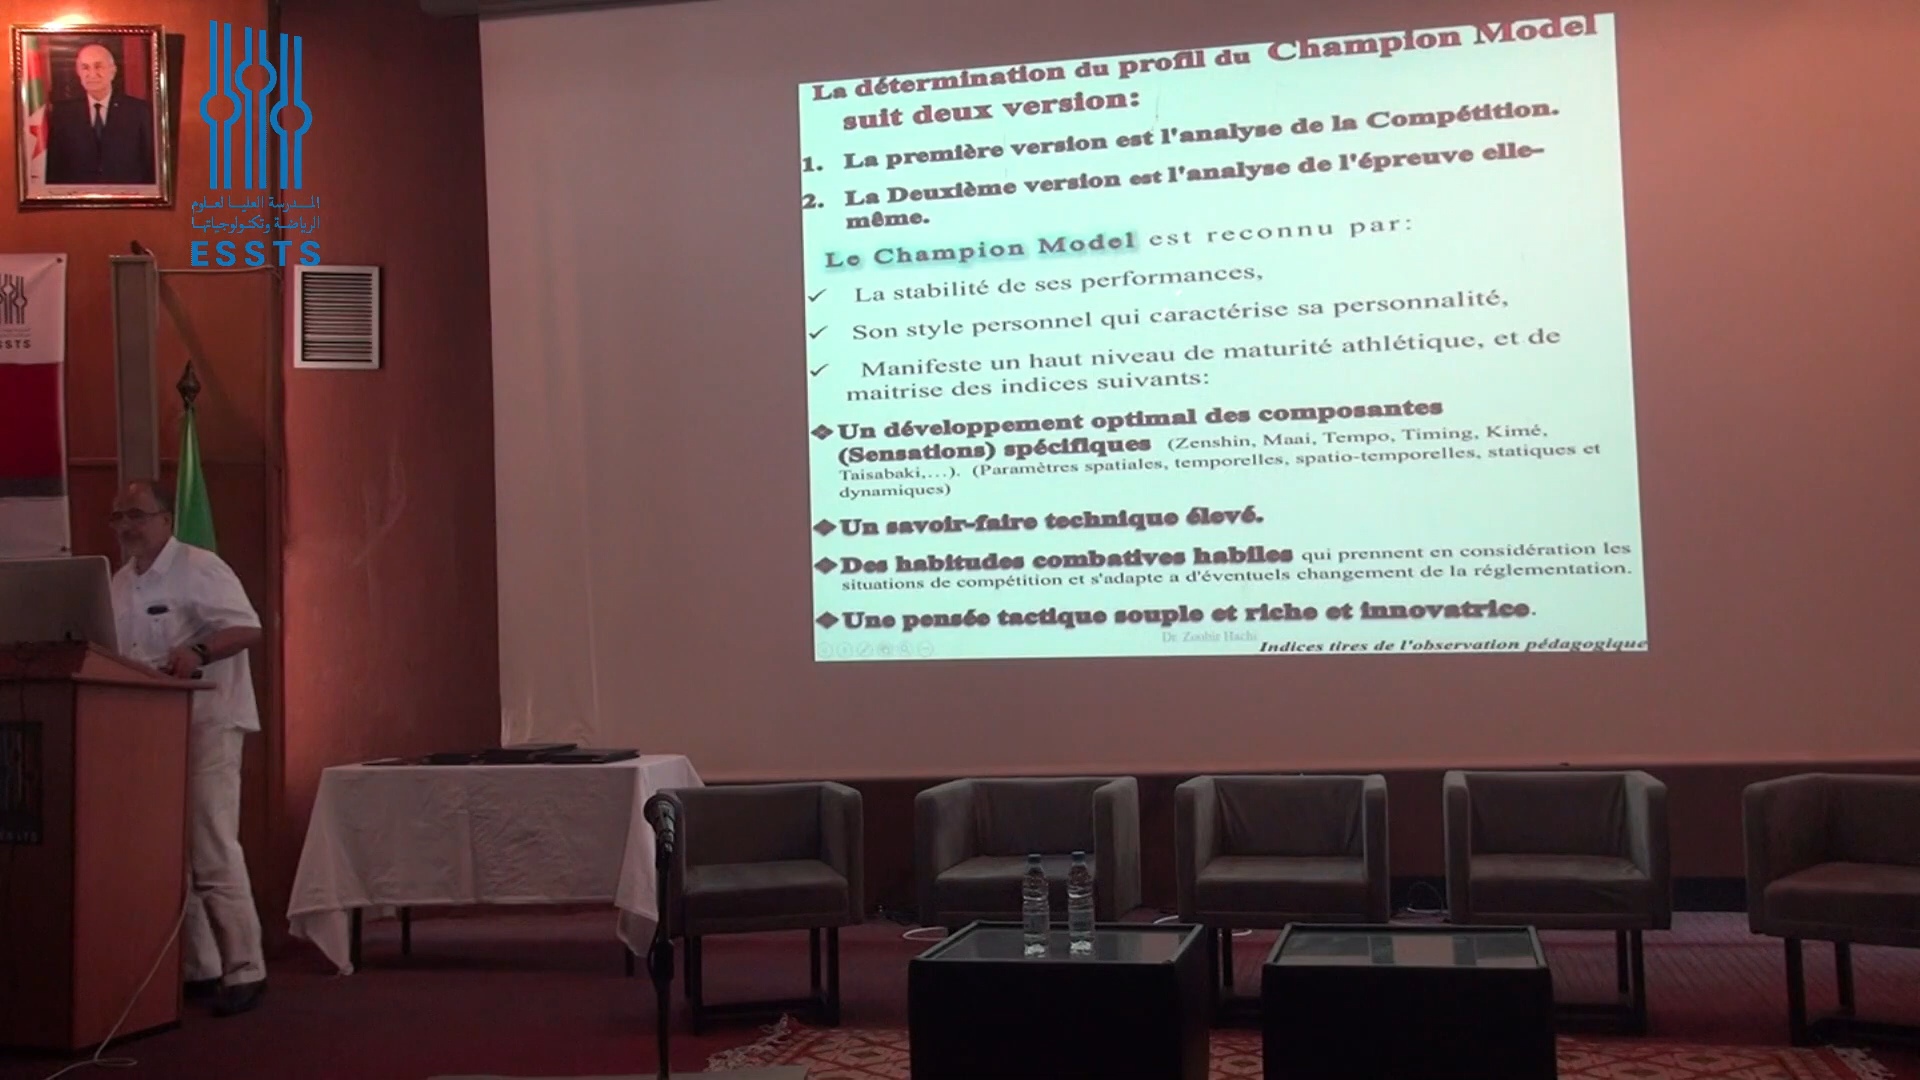 المدرسة العليا لعلوم
الرياضة وتكنولوجياتها
ESSTS
La détermination du profil du Champion Model
suit deux version:
1. La première version est l'analyse de la Compétition.
2. La Deuxième version est l'analyse de l'épreuve elle-
même.
Le Champion Model est reconnu par:
✓ La stabilité de ses performances,
✓ Son style personnel qui caractérise sa personnalité,
✓ Manifeste un haut niveau de maturité athlétique, et de
maitrise des indices suivants:
❖Un développement optimal des composantes
(Sensations) spécifiques (Zenshin, Maai, Tempo, Timing, Kimé,
Taisabaki,...). (Paramètres spatiales, temporelles, spatio-temporelles, statiques et
dynamiques)
❖Un savoir-faire technique élevé.
❖Des habitudes combatives habiles qui prennent en considération les
situations de compétition et s'adapte a d'éventuels changement de la réglementation.
❖Une pensée tactique souple et riche et innovatrice.
Dr. Zoubir Hachi
Indices tires de l'observation pédagogique
ESSTS